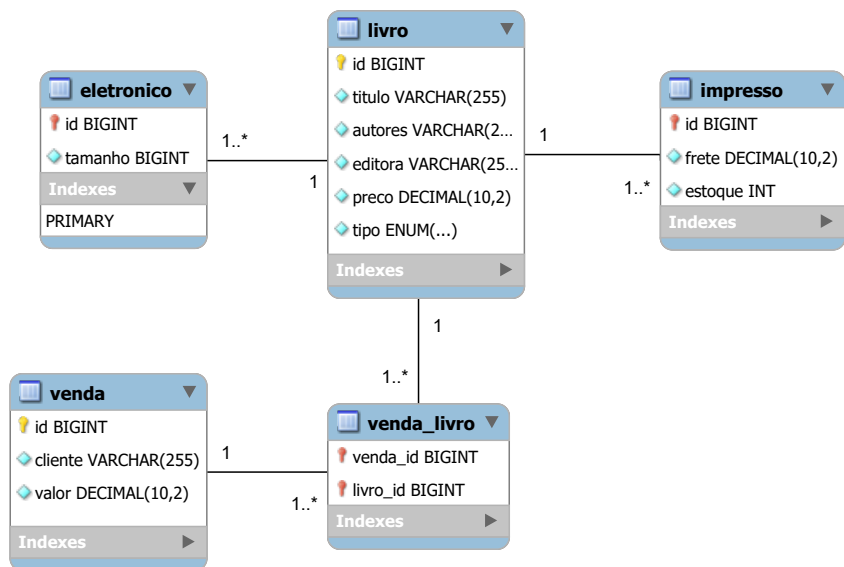 livro
id BIGINT
titulo VARCHAR(255)
autores VARCHAR(2...
editora VARCHAR(25...
preco DECIMAL(10,2)
tipo ENUM(...)
Indexes
eletronico
id BIGINT
tamanho BIGINT
Indexes
PRIMARY
1..*
1
impresso
id BIGINT
frete DECIMAL(10,2)
estoque INT
Indexes
1
1..*
1
1..*
venda
id BIGINT
cliente VARCHAR(255)
valor DECIMAL(10,2)
Indexes
1
1..*
venda_livro
venda_id BIGINT
livro_id BIGINT
Indexes